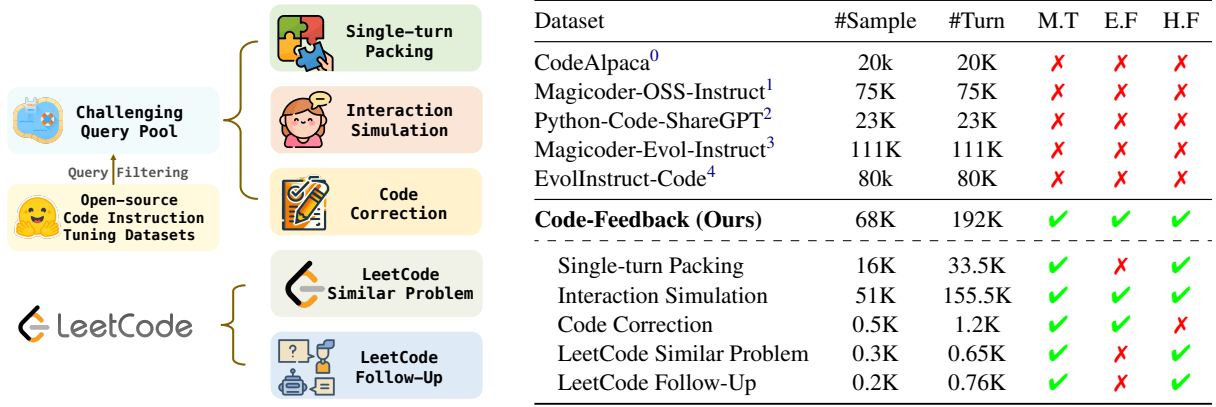 Single-turn
Packing
Challenging
Query Pool
Interaction
Simulation
Query Filtering
Open-source
Code Instruction
Tuning Datasets
Code
Correction
LeetCode
Similar Problem
LeetCode
LeetCode
Follow-Up
Dataset #Sample #Turn M.T E.F H.F
CodeAlpaca⁰ 20k 20K ✗ ✗ ✗
Magicoder-OSS-Instruct¹ 75K 75K ✗ ✗ ✗
Python-Code-ShareGPT² 23K 23K ✗ ✗ ✗
Magicoder-Evol-Instruct³ 111K 111K ✗ ✗ ✗
EvolInstruct-Code⁴ 80k 80K ✗ ✗ ✗
Code-Feedback (Ours) 68K 192K ✔ ✔ ✔
Single-turn Packing 16K 33.5K ✔ ✗ ✔
Interaction Simulation 51K 155.5K ✔ ✔ ✔
Code Correction 0.5K 1.2K ✔ ✔ ✗
LeetCode Similar Problem 0.3K 0.65K ✔ ✗ ✔
LeetCode Follow-Up 0.2K 0.76K ✔ ✗ ✔